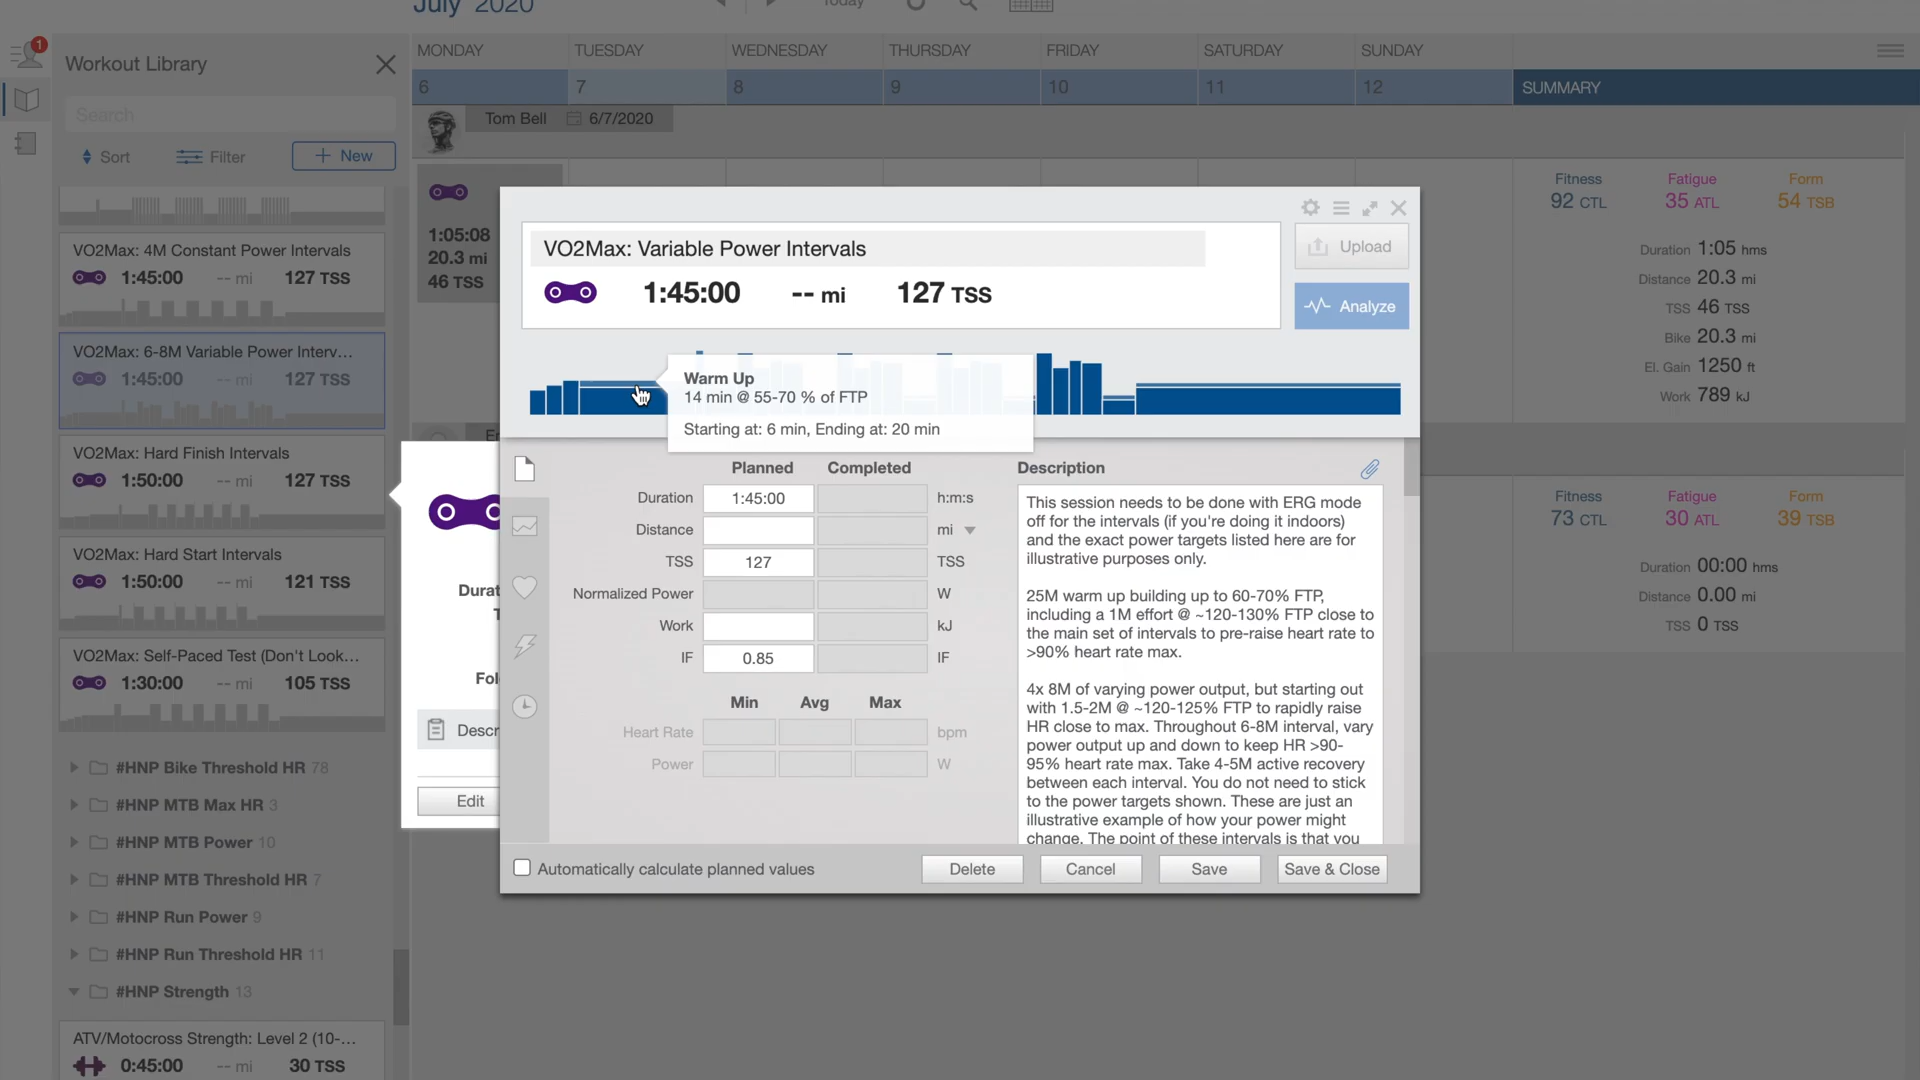 July 2020
Today
1
Workout Library
Search
Sort
Filter
+ New
VO2Max: 4M Constant Power Intervals
1:45:00 -- mi 127 TSS
VO2Max: 6-8M Variable Power Interv...
1:45:00 -- mi 127 TSS
VO2Max: Hard Finish Intervals
1:50:00 -- mi 127 TSS
VO2Max: Hard Start Intervals
1:50:00 -- mi 121 TSS
VO2Max: Self-Paced Test (Don't Look...
1:30:00 -- mi 105 TSS
#HNP Bike Threshold HR 78
#HNP MTB Max HR 3
#HNP MTB Power 10
#HNP MTB Threshold HR 7
#HNP Run Power 9
#HNP Run Threshold HR 11
#HNP Strength 13
ATV/Motocross Strength: Level 2 (10-...
0:45:00 -- mi 30 TSS
MONDAY TUESDAY WEDNESDAY THURSDAY FRIDAY SATURDAY SUNDAY
6 7 8 9 10 11 12 SUMMARY
Tom Bell 6/7/2020
1:05:08
20.3 mi
46 TSS
Durat
T
Fol
Descr
Edit
VO2Max: Variable Power Intervals
1:45:00 -- mi 127 TSS
Upload
Analyze
Warm Up
14 min @ 55-70 % of FTP
Starting at: 6 min, Ending at: 20 min
Planned Completed
Duration 1:45:00 h:m:s
Distance mi
TSS 127 TSS
Normalized Power W
Work kJ
IF 0.85 IF
Min Avg Max
Heart Rate bpm
Power W
Description
This session needs to be done with ERG mode
off for the intervals (if you're doing it indoors)
and the exact power targets listed here are for
illustrative purposes only.
25M warm up building up to 60-70% FTP,
including a 1M effort @ ~120-130% FTP close to
the main set of intervals to pre-raise heart rate to
>90% heart rate max.
4x 8M of varying power output, but starting out
with 1.5-2M @ ~120-125% FTP to rapidly raise
HR close to max. Throughout 6-8M interval, vary
power output up and down to keep HR >90-
95% heart rate max. Take 4-5M active recovery
between each interval. You do not need to stick
to the power targets shown. These are just an
illustrative example of how your power might
change. The point of these intervals is that you
Automatically calculate planned values
Delete
Cancel
Save
Save & Close
Fitness Fatigue Form
92 CTL 35 ATL 54 TSB
Duration 1:05 hms
Distance 20.3 mi
TSS 46 TSS
Bike 20.3 mi
El. Gain 1250 ft
Work 789 kJ
Fitness Fatigue Form
73 CTL 30 ATL 39 TSB
Duration 00:00 hms
Distance 0.00 mi
TSS 0 TSS